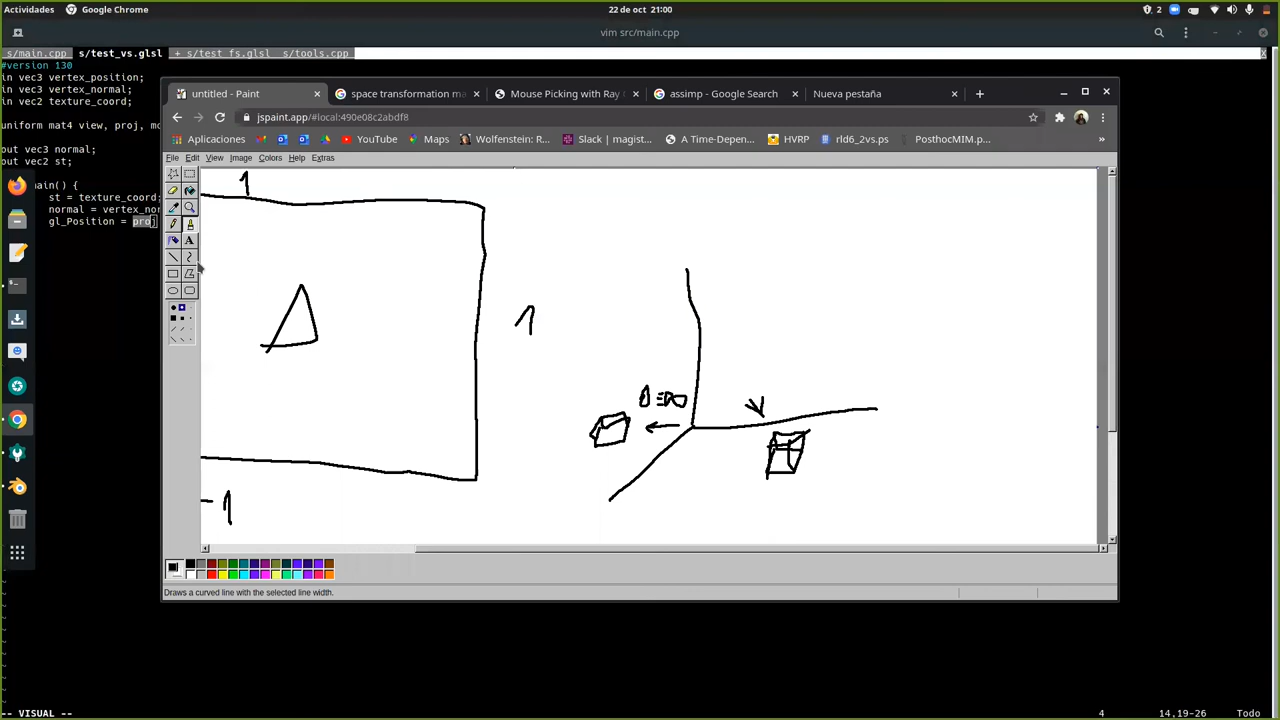 Actividades
Google Chrome
22 de oct 21:00
2
vim src/main.cpp
s/main.cpp s/test_vs.glsl + s/test_fs.glsl s/tools.cpp X
#version 130
in vec3 vertex_position;
in vec3 vertex_normal;
in vec2 texture_coord;
uniform mat4 view, proj, mo
out vec3 normal;
out vec2 st;
main() {
st = texture_coord;
normal = vertex_nor
gl_Position = proj
untitled - Paint
space transformation ma
Mouse Picking with Ray C
assimp - Google Search
Nueva pestaña
jspaint.app/#local:490e08c2abdf8
Aplicaciones
YouTube
Maps
Wolfenstein: R...
Slack | magist...
A Time-Depen...
HVRP
rld6_2vs.pdf
PosthocMIM.p...
»
File Edit View Image Colors Help Extras
1
1
-1
Draws a curved line with the selected line width.
-- VISUAL --
4
14,19-26
Todo